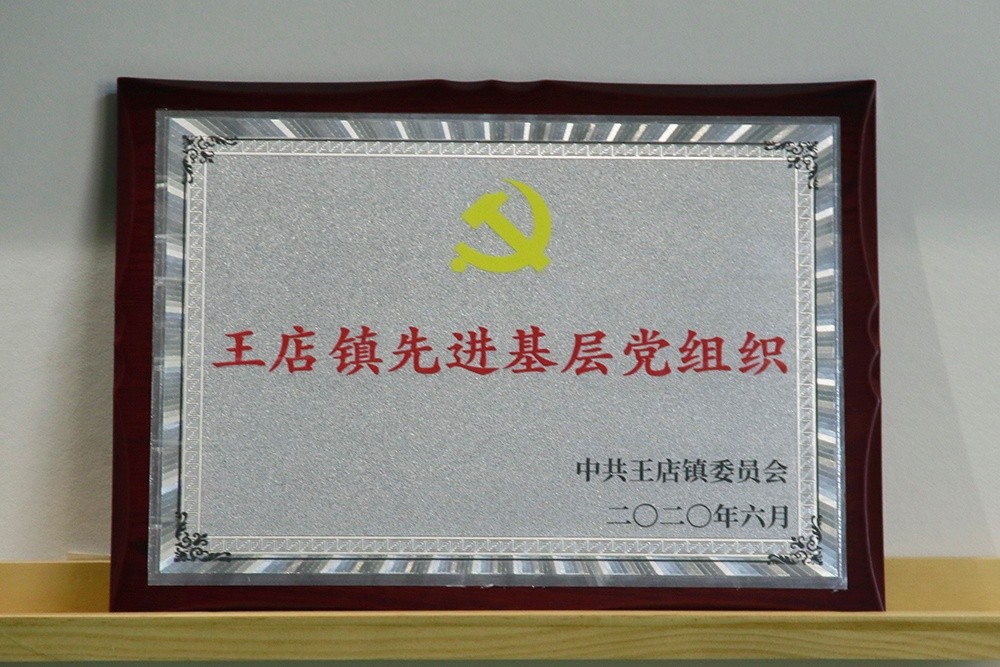 王店镇先进基层党组织
中共王店镇委员会
二〇二〇年六月